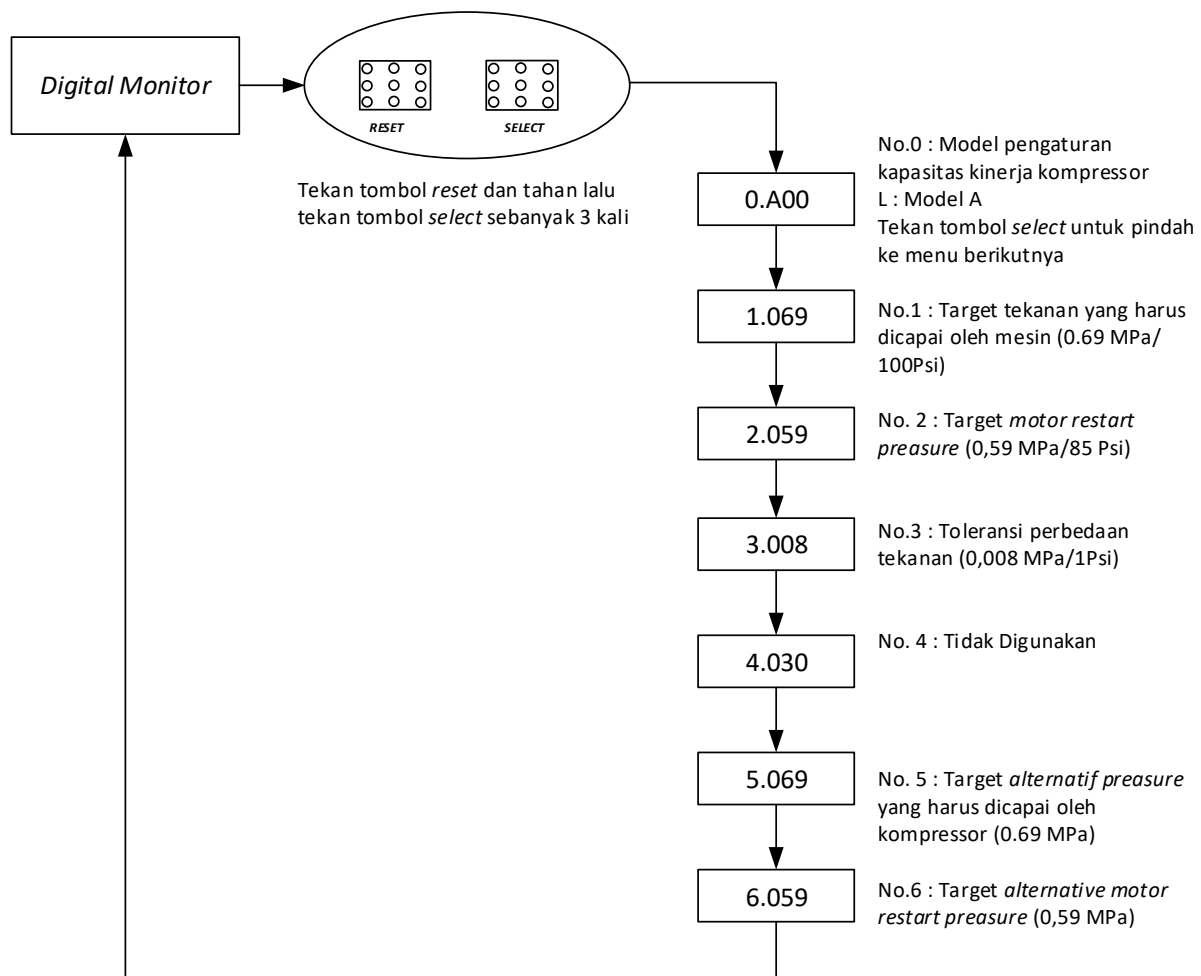 Digital Monitor
RESET
SELECT
Tekan tombol reset dan tahan lalu
tekan tombol select sebanyak 3 kali
0.A00
No.0 : Model pengaturan
kapasitas kinerja kompressor
L : Model A
Tekan tombol select untuk pindah
ke menu berikutnya
1.069
No.1 : Target tekanan yang harus
dicapai oleh mesin (0.69 MPa/
100Psi)
2.059
No. 2 : Target motor restart
preasure (0,59 MPa/85 Psi)
3.008
No.3 : Toleransi perbedaan
tekanan (0,008 MPa/1Psi)
4.030
No. 4 : Tidak Digunakan
5.069
No. 5 : Target alternatif preasure
yang harus dicapai oleh
kompressor (0.69 MPa)
6.059
No.6 : Target alternative motor
restart preasure (0,59 MPa)